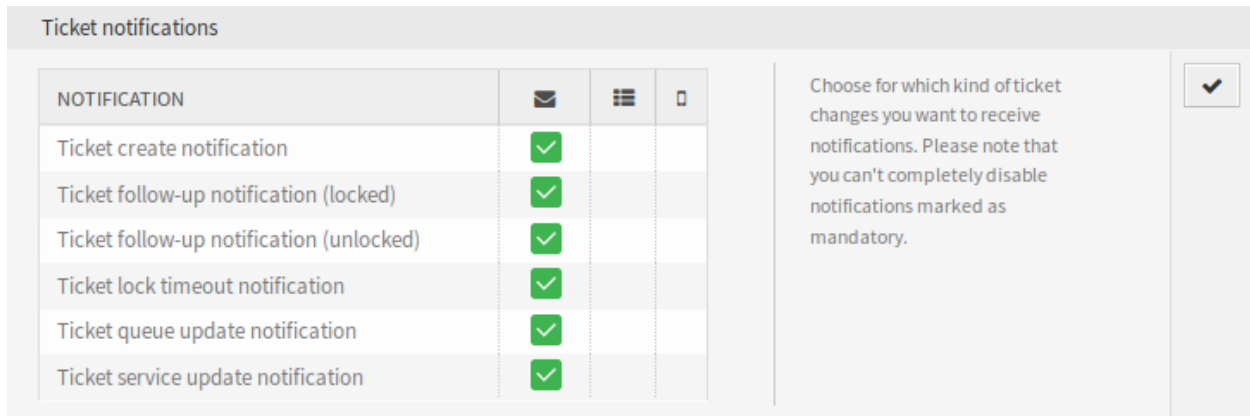 Ticket notifications
NOTIFICATION
Ticket create notification
Ticket follow-up notification (locked)
Ticket follow-up notification (unlocked)
Ticket lock timeout notification
Ticket queue update notification
Ticket service update notification
Choose for which kind of ticket
changes you want to receive
notifications. Please note that
you can't completely disable
notifications marked as
mandatory.